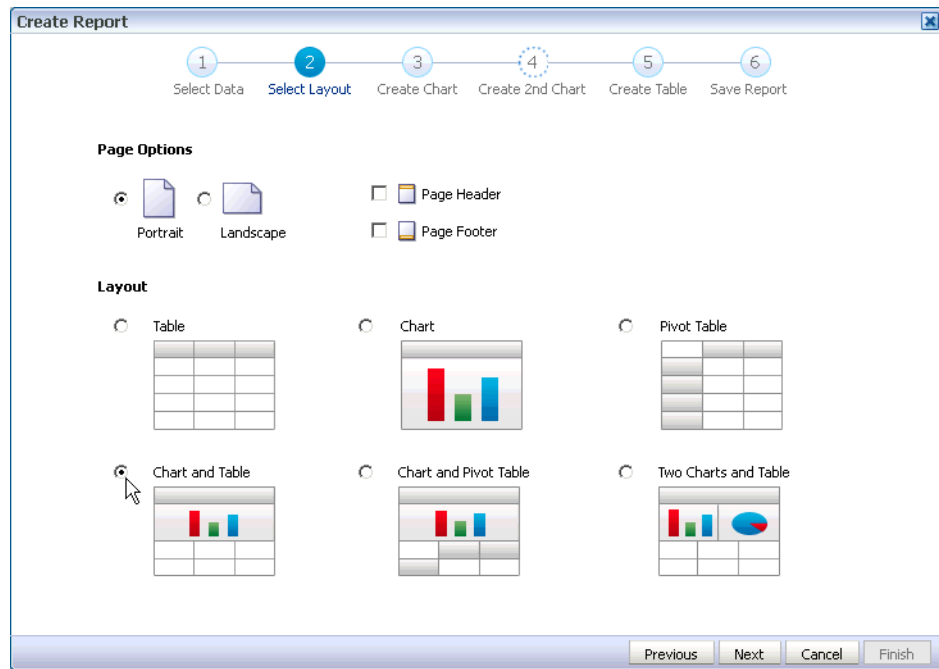 Create Report
1 2 3 4 5 6
Select Data Select Layout Create Chart Create 2nd Chart Create Table Save Report
Page Options
Page Header
Page Footer
Portrait Landscape
Layout
Table Chart Pivot Table
Chart and Table Chart and Pivot Table Two Charts and Table
Previous Next Cancel Finish